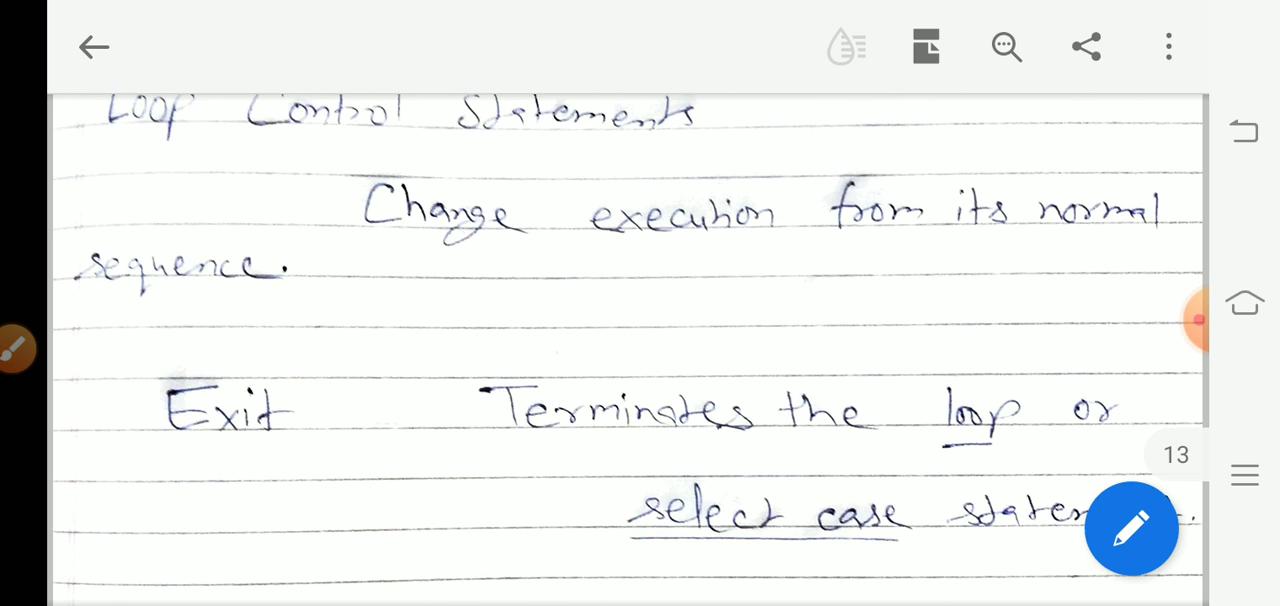 Loop Control Statements
Change execution from its normal
sequence.
Exit Terminates the loop or
13
select case